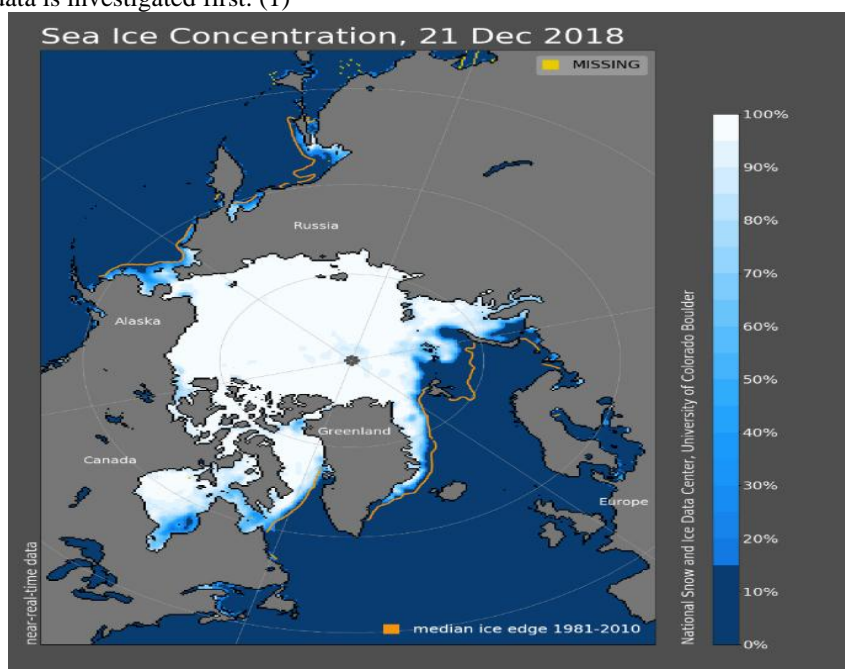 data is investigated first. (1)
Sea Ice Concentration, 21 Dec 2018
MISSING
100%
90%
Russia
80%
70%
Alaska
60%
50%
Greenland
40%
Canada
30%
Europe
20%
10%
median ice edge 1981-2010
0%
near-real-time data
National Snow and Ice Data Center, University of Colorado Boulder